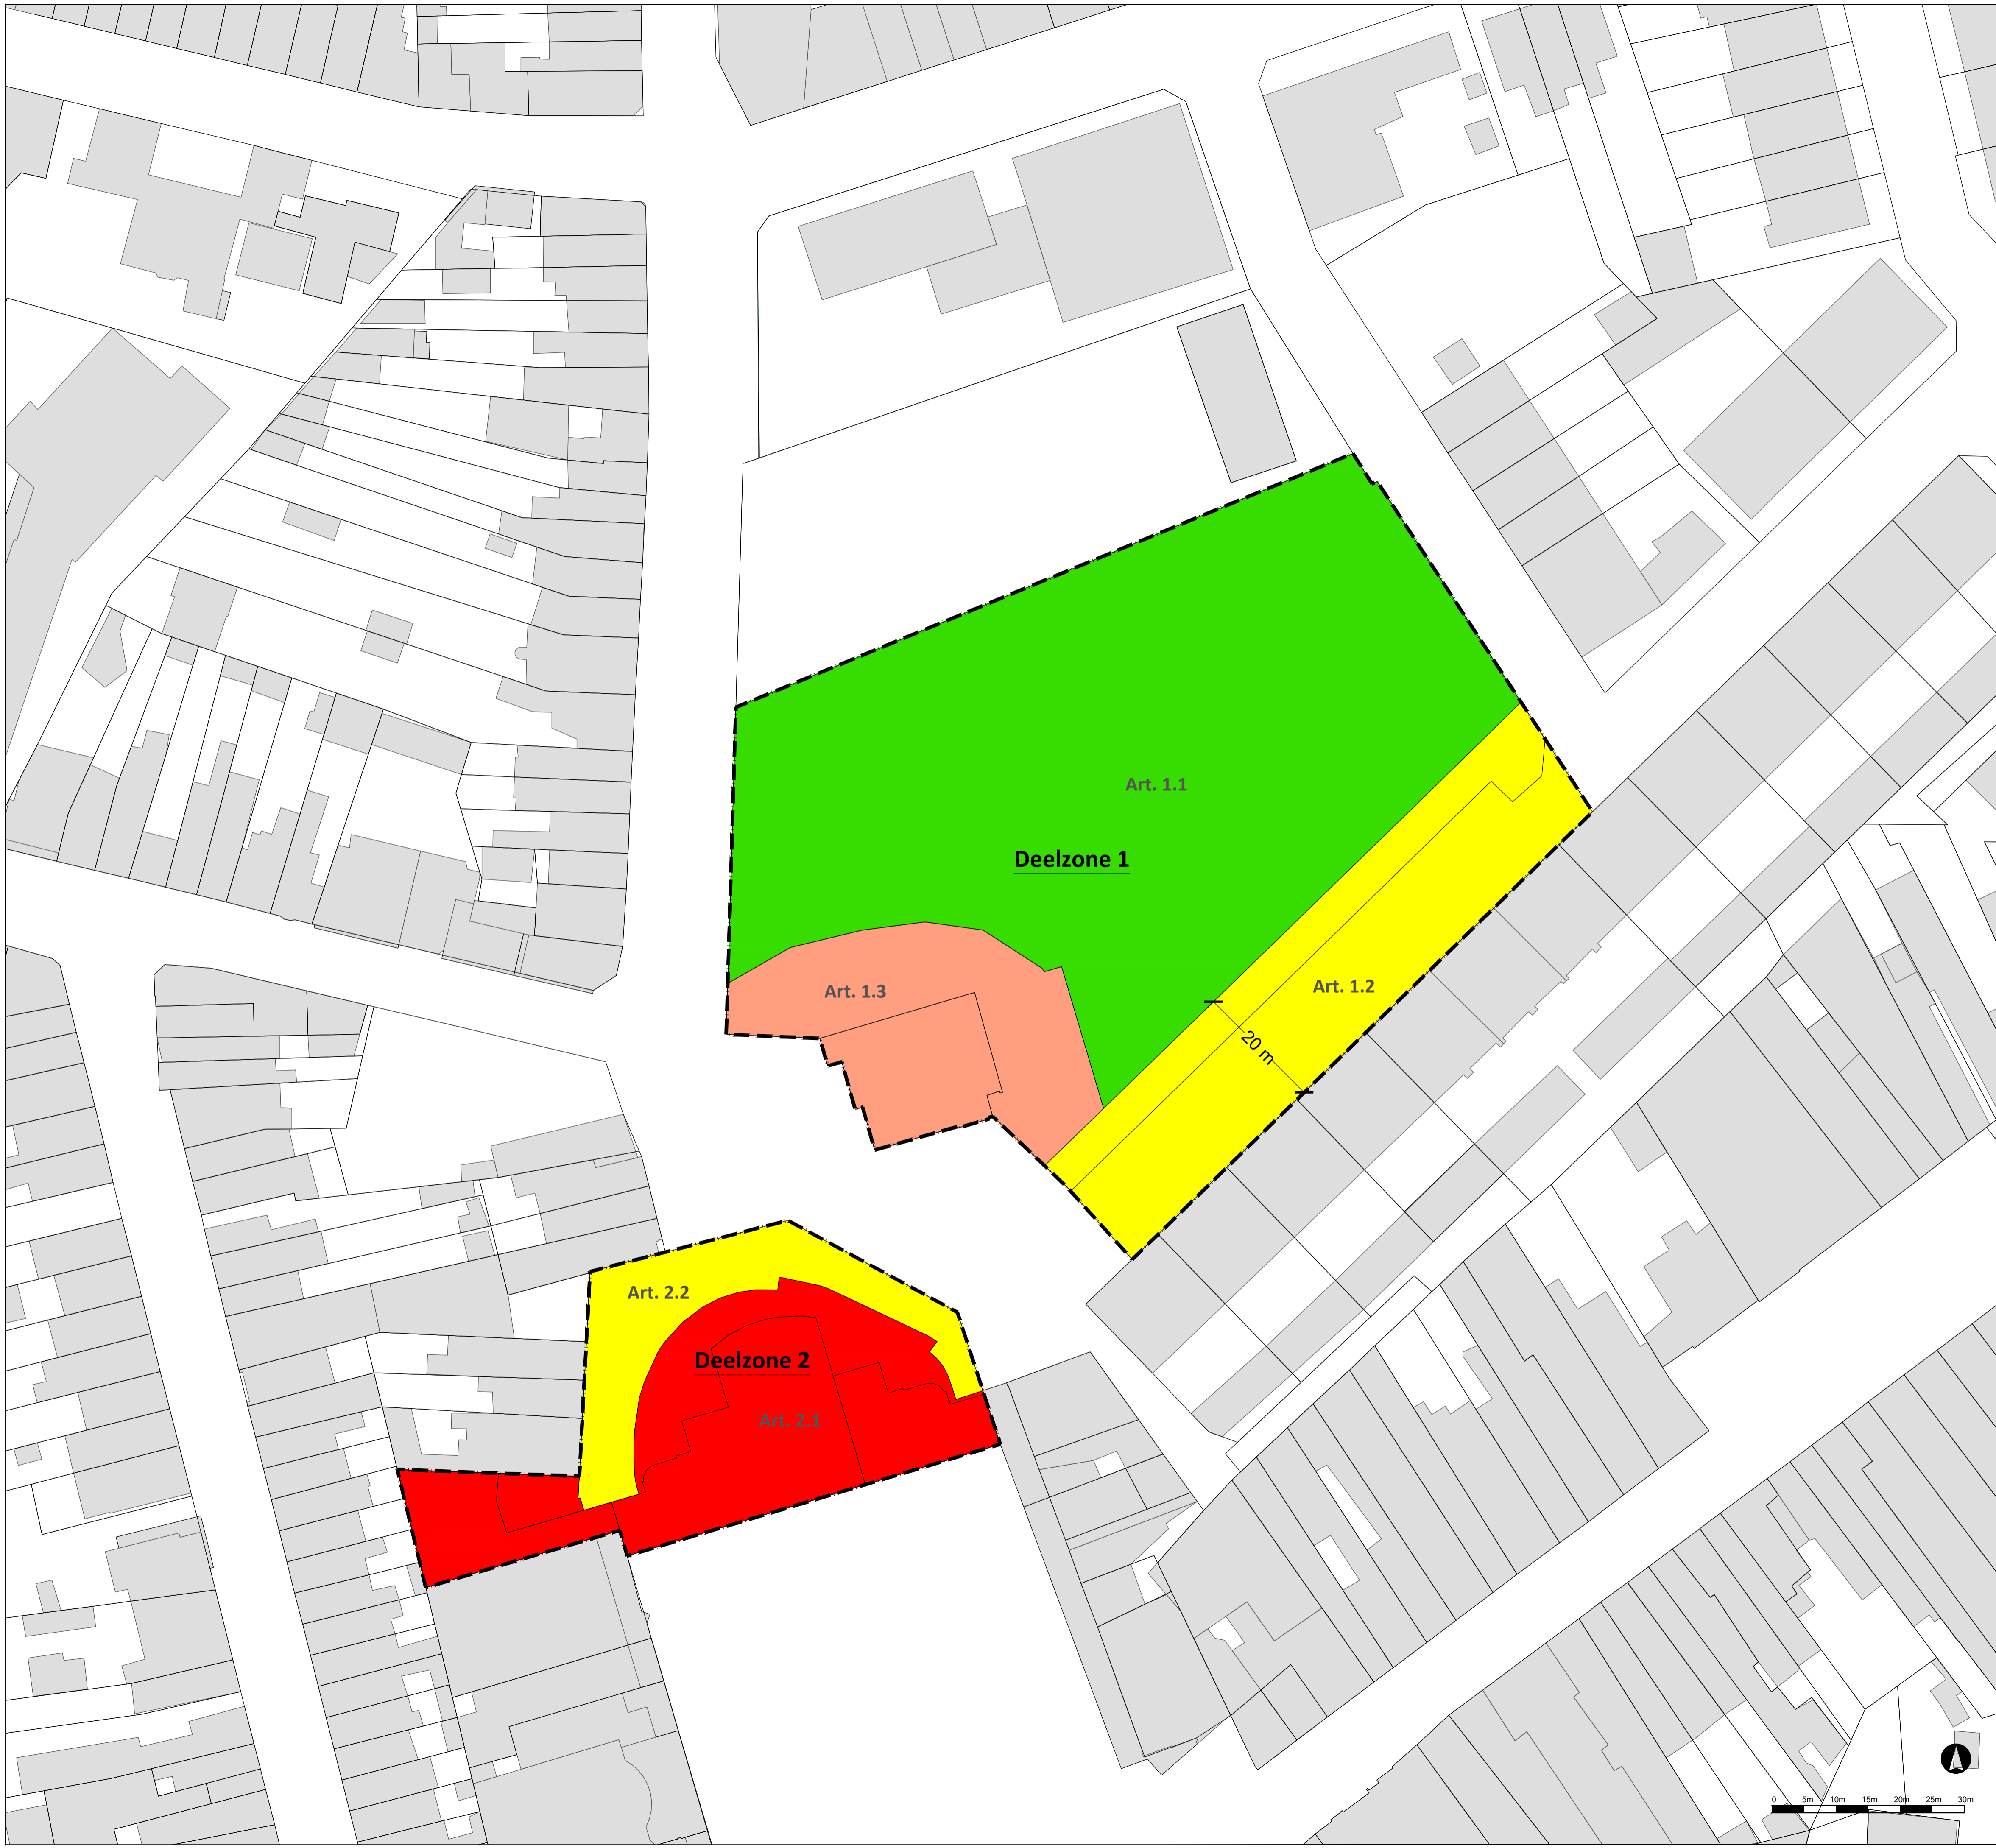 Art. 1.1
Deelzone 1
Art. 1.3
Art. 1.2
20 m
Art. 2.2
Deelzone 2
Art. 2.1
0 5m 10m 15m 20m 25m 30m